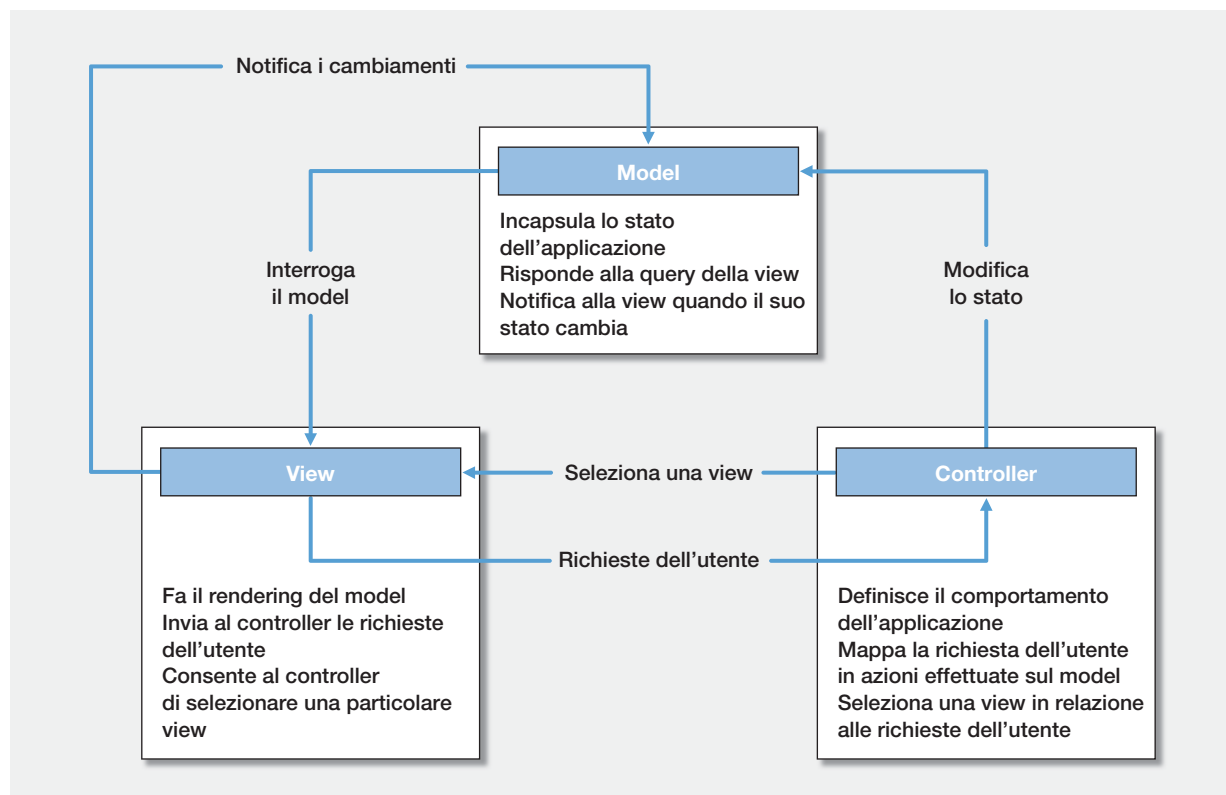 Notifica i cambiamenti
Model
Incapsula lo stato
dell’applicazione
Risponde alla query della view
Notifica alla view quando il suo
stato cambia
Interroga
il model
Modifica
lo stato
View
Seleziona una view
Controller
Richieste dell’utente
Fa il rendering del model
Invia al controller le richieste
dell’utente
Consente al controller
di selezionare una particolare
view
Definisce il comportamento
dell’applicazione
Mappa la richiesta dell’utente
in azioni effettuate sul model
Seleziona una view in relazione
alle richieste dell’utente